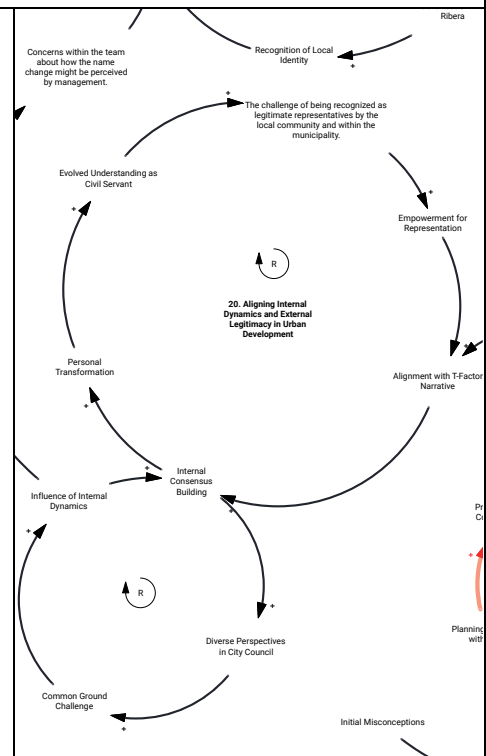 Ribera
Concerns within the team
about how the name
change might be perceived
by management.
Recognition of Local
Identity
+
+
The challenge of being recognized as
legitimate representatives by the
local community and within the
municipality.
Evolved Understanding as
Civil Servant
+
+
Empowerment for
Representation
R
20. Aligning Internal
Dynamics and External
Legitimacy in Urban
Development
+
Personal
Transformation
Alignment with T-Factor
Narrative
+
+
Internal
Consensus
Building
Influence of Internal
Dynamics
+
+
Pr
Co
+
R
+
Planning
with
Diverse Perspectives
in City Council
Common Ground
Challenge
+
Initial Misconceptions